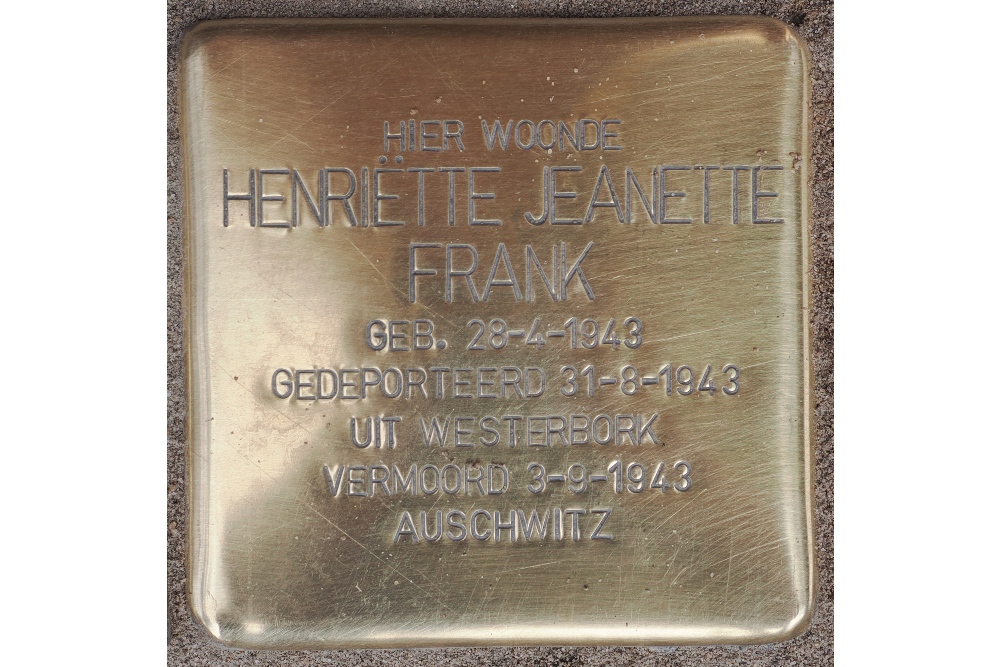 HIER WOONDE
HENRIËTTE JEANETTE
FRANK
GEB. 28-4-1943
GEDEPORTEERD 31-8-1943
UIT WESTERBORK
VERMOORD 3-9-1943
AUSCHWITZ